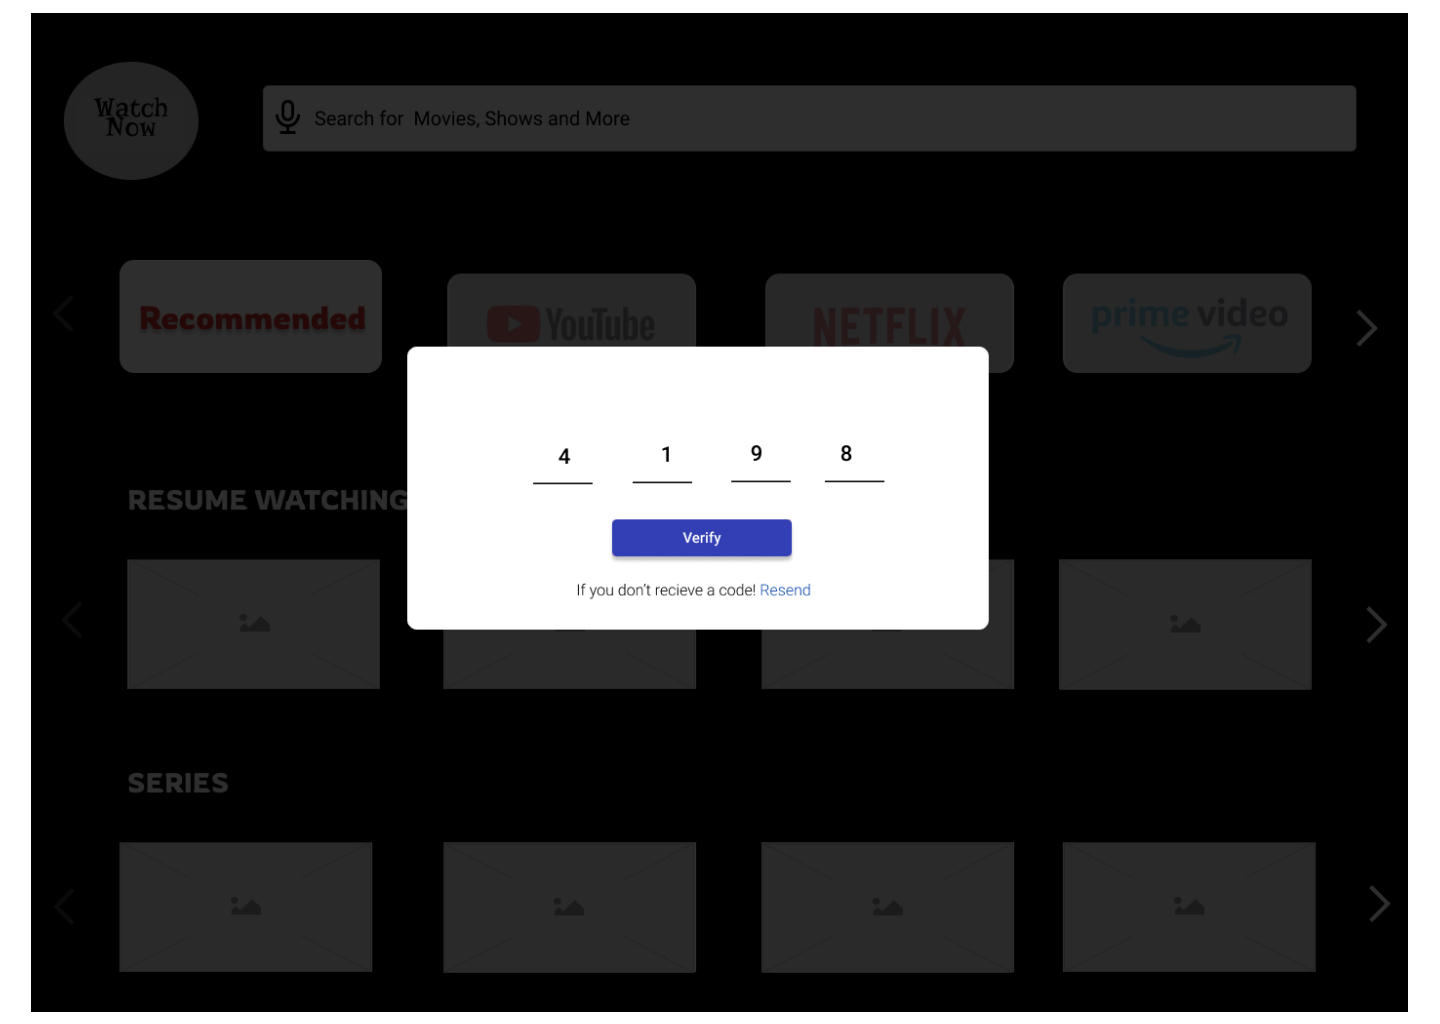 Watch
Now
Search for  Movies, Shows and More
Recommended
YouTube
NETFLIX
prime video
4 1 9 8
RESUME WATCHING
Verify
If you don't recieve a code! Resend
SERIES